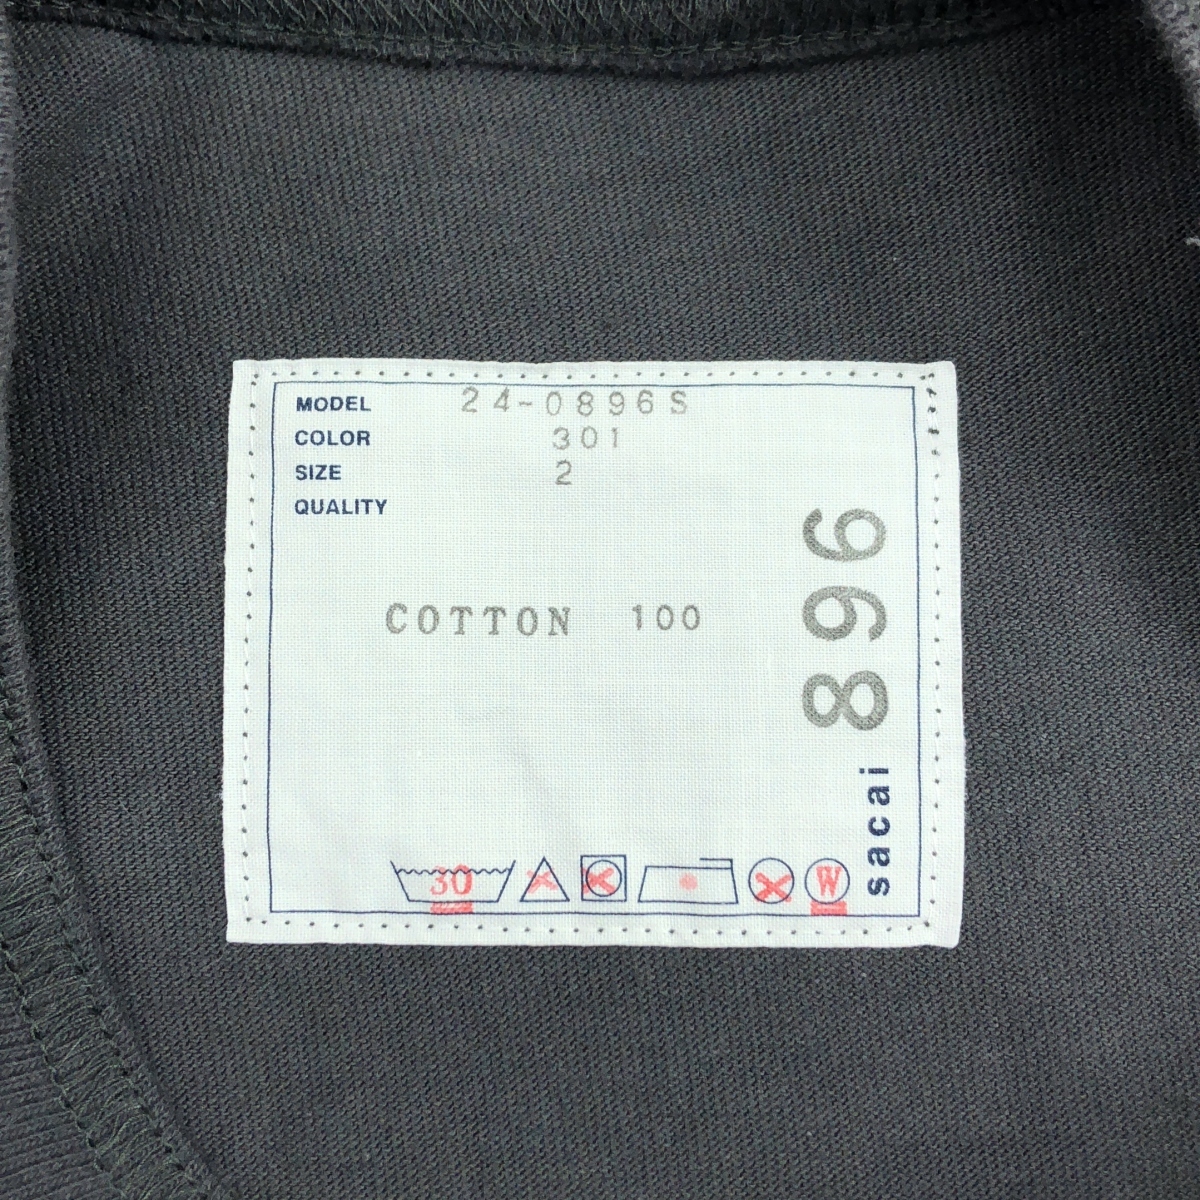 MODEL 24-0896S
COLOR 301
SIZE 2
QUALITY
COTTON 100
sacai 896
30
W